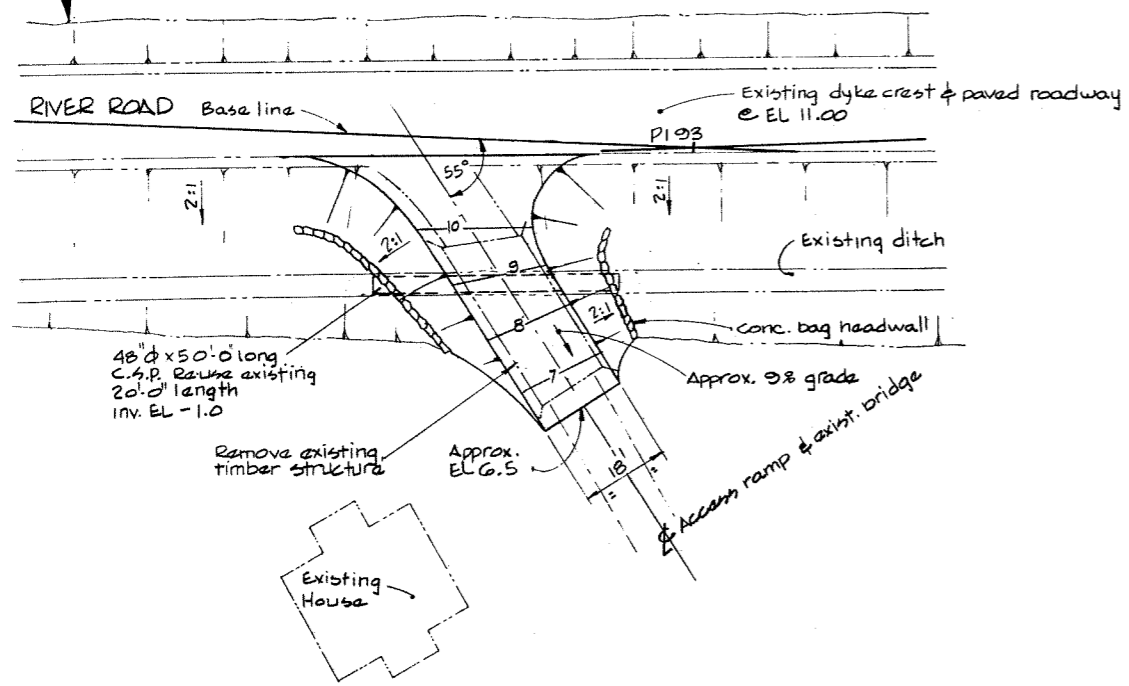 RIVER ROAD
Base line
Existing dyke crest & paved roadway
@ EL 11.00
PI 93
55°
2:1
2:1
10
2:1
9
Existing ditch
8
2:1
conc. bag headwall
7
48"ϕ x 50'-0" long
C.S.P. Re-use existing
20'-0" length
inv. EL - 1.0
Approx. 9% grade
Remove existing
timber structure
Approx.
EL 6.5
18
℄ Access ramp & exist. bridge
Existing
House